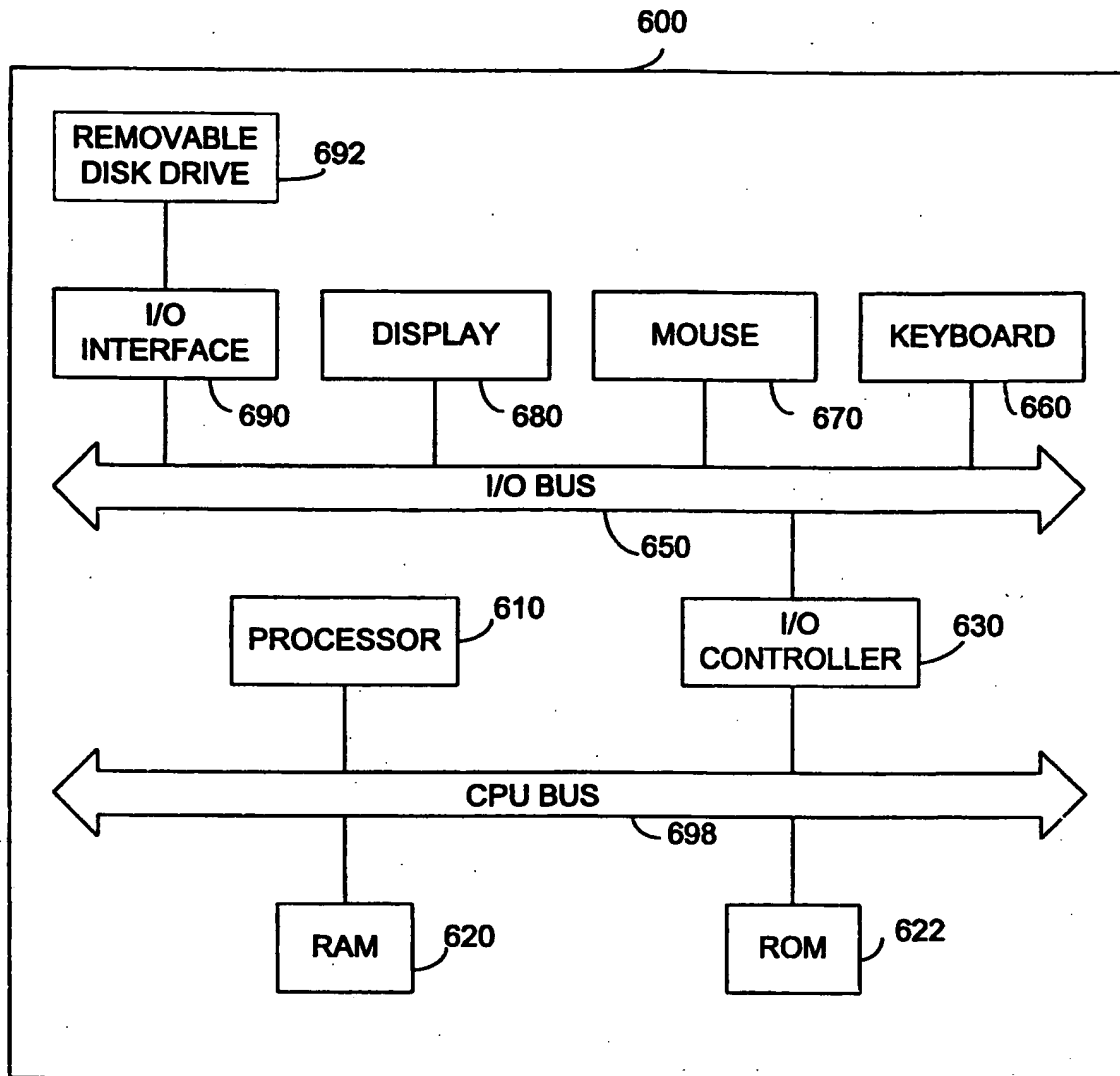 600
REMOVABLE
DISK DRIVE
692
I/O
INTERFACE
690
DISPLAY
680
MOUSE
670
KEYBOARD
660
I/O BUS
650
PROCESSOR
610
I/O
CONTROLLER
630
CPU BUS
698
RAM
620
ROM
622